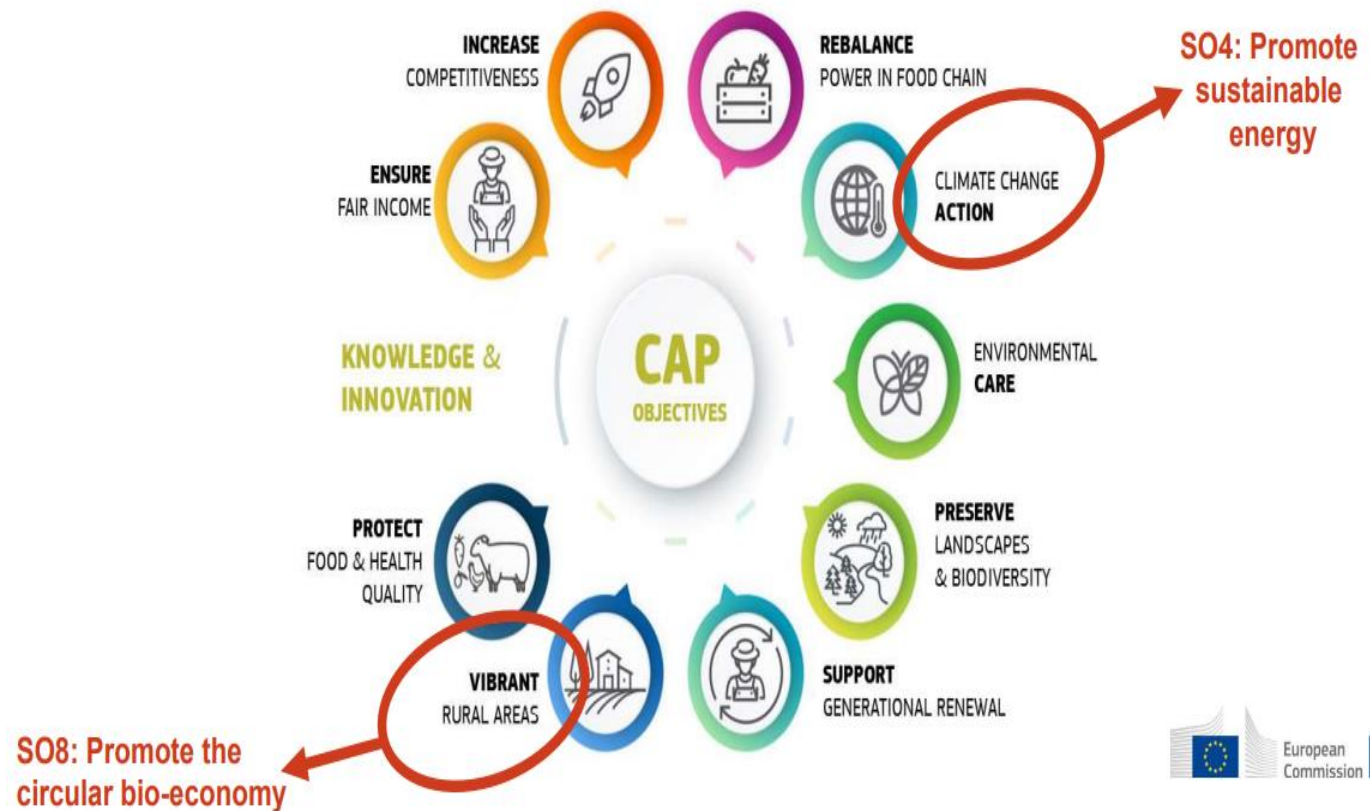 INCREASE
COMPETITIVENESS
REBALANCE
POWER IN FOOD CHAIN
SO4: Promote
sustainable
energy
ENSURE
FAIR INCOME
CLIMATE CHANGE
ACTION
KNOWLEDGE &
INNOVATION
CAP
OBJECTIVES
ENVIRONMENTAL
CARE
PROTECT
FOOD & HEALTH
QUALITY
PRESERVE
LANDSCAPES
& BIODIVERSITY
VIBRANT
RURAL AREAS
SUPPORT
GENERATIONAL RENEWAL
SO8: Promote the
circular bio-economy
European
Commission